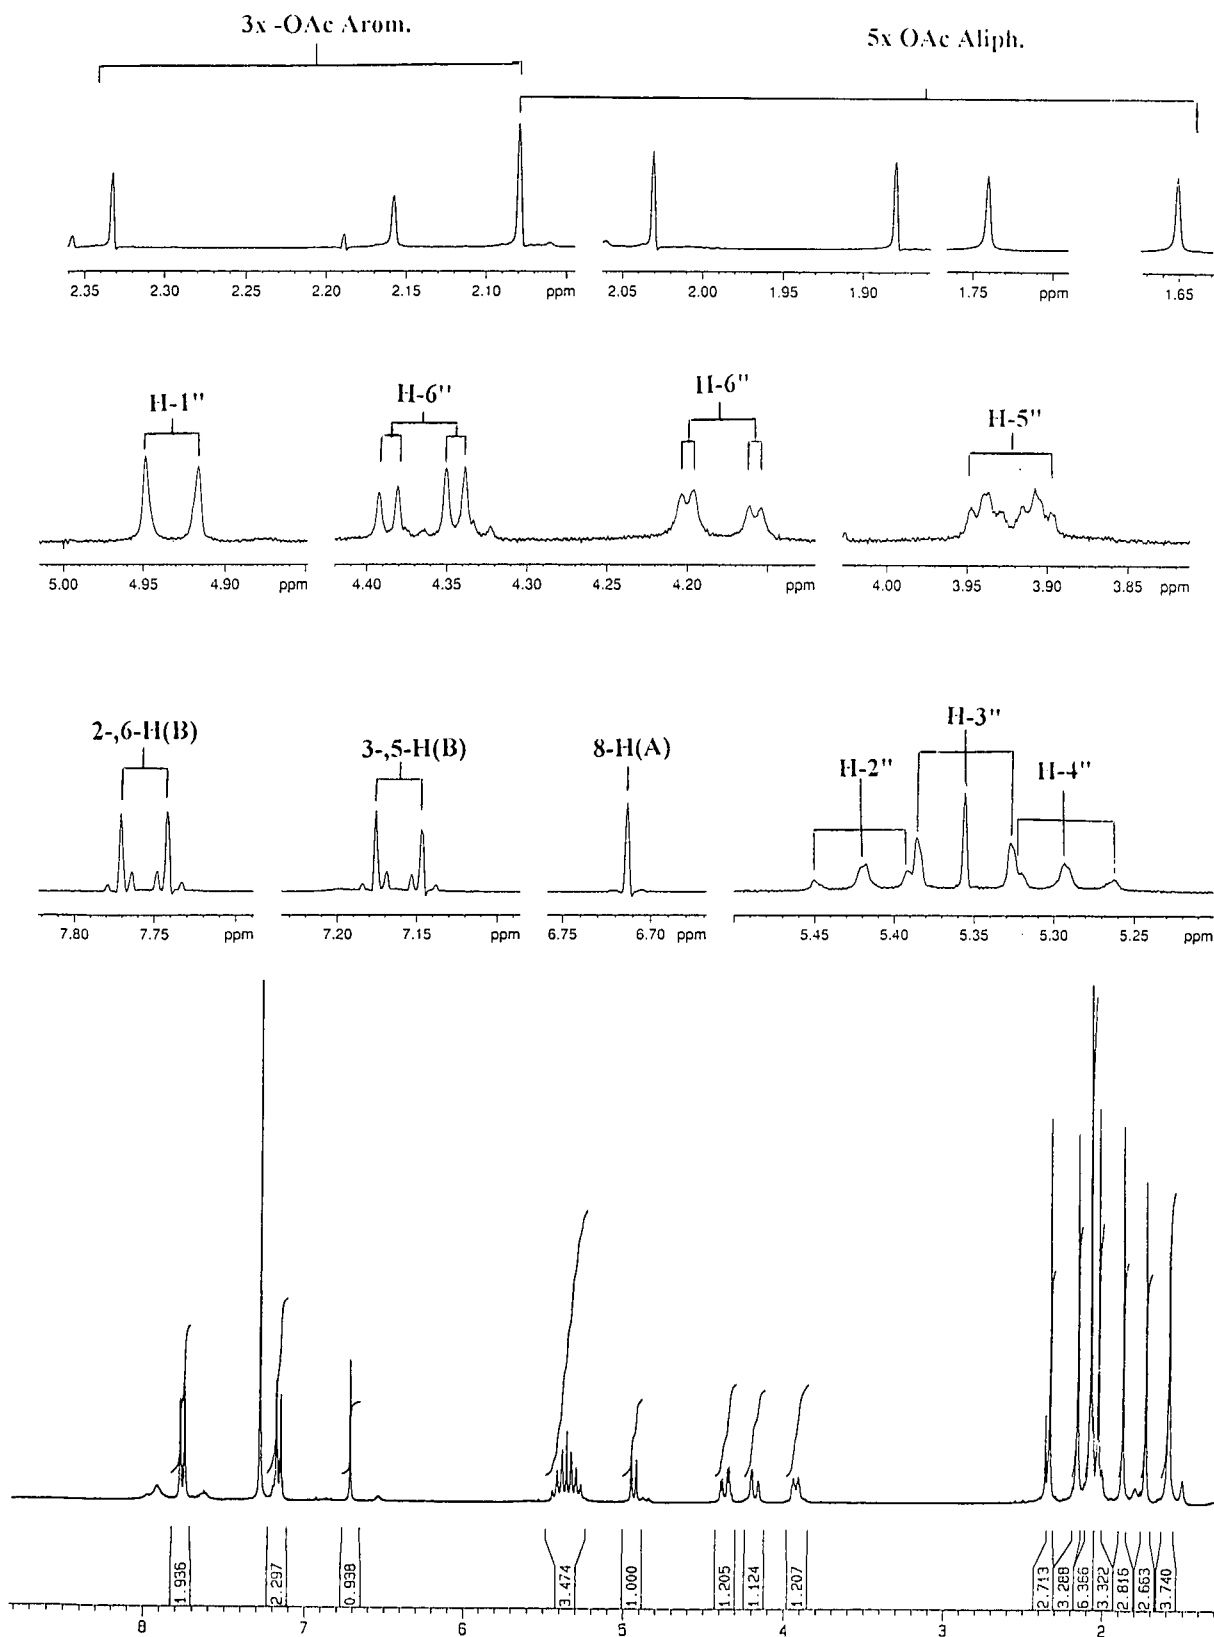 3x -OAc Arom.
5x OAc Aliph.
2.35 2.30 2.25 2.20 2.15 2.10 ppm
2.05 2.00 1.95 1.90 ppm
1.75 ppm
1.65
H-1''
H-6''
H-6''
H-5''
5.00 4.95 4.90 ppm
4.40 4.35 4.30 4.25 4.20 ppm
4.00 3.95 3.90 3.85 ppm
2-,6-H(B)
3-,5-H(B)
8-H(A)
H-2''
H-3''
H-4''
7.80 7.75 ppm
7.20 7.15 ppm
6.75 6.70 ppm
5.45 5.40 5.35 5.30 5.25 ppm
1.936 2.297 0.938 3.474 1.000 1.205 1.124 1.207 2.713 3.288 6.366 3.322 2.816 2.663 3.740
8 7 6 5 4 3 2